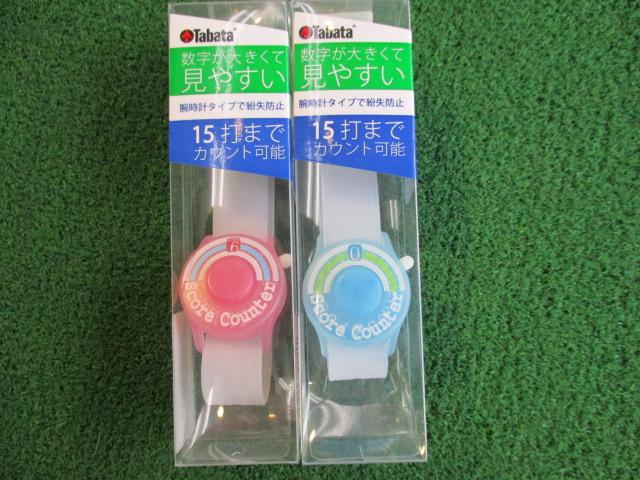 Tabata
数字が大きくて
見やすい
腕時計タイプで紛失防止
15打まで
カウント可能
6
Score Counter
Tabata
数字が大きくて
見やすい
腕時計タイプで紛失防止
15打まで
カウント可能
0
Score Counter